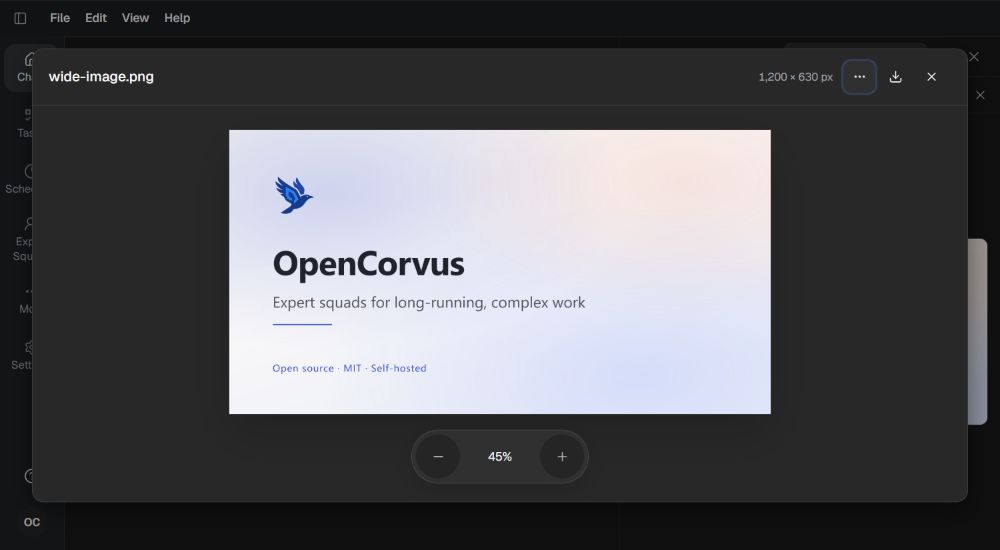 File Edit View Help
wide-image.png
1,200 × 630 px
OpenCorvus
Expert squads for long-running, complex work
Open source · MIT · Self-hosted
45%
OC